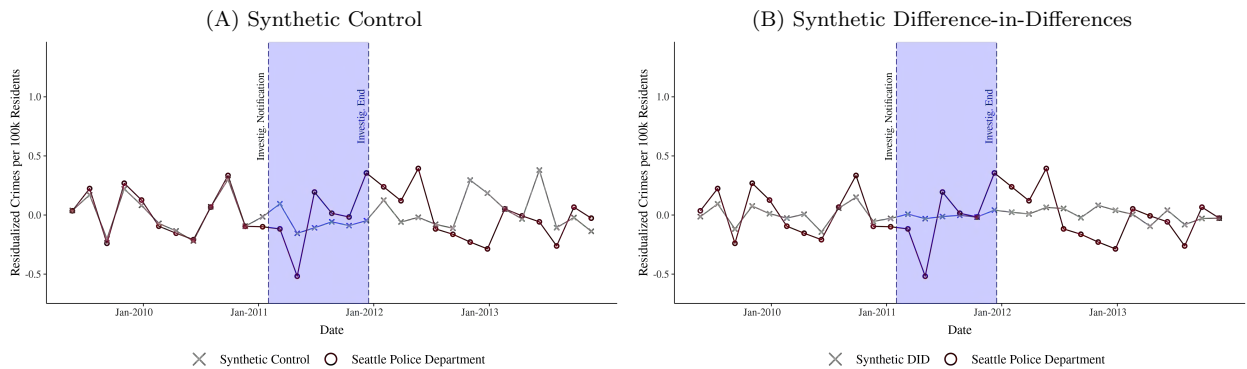 (A) Synthetic Control
Residualized Crimes per 100k Residents
1.0
0.5
0.0
-0.5
Investig. Notification
Investig. End
Jan-2010
Jan-2011
Jan-2012
Jan-2013
Date
Synthetic Control
Seattle Police Department
(B) Synthetic Difference-in-Differences
Residualized Crimes per 100k Residents
1.0
0.5
0.0
-0.5
Investig. Notification
Investig. End
Jan-2010
Jan-2011
Jan-2012
Jan-2013
Date
Synthetic DID
Seattle Police Department